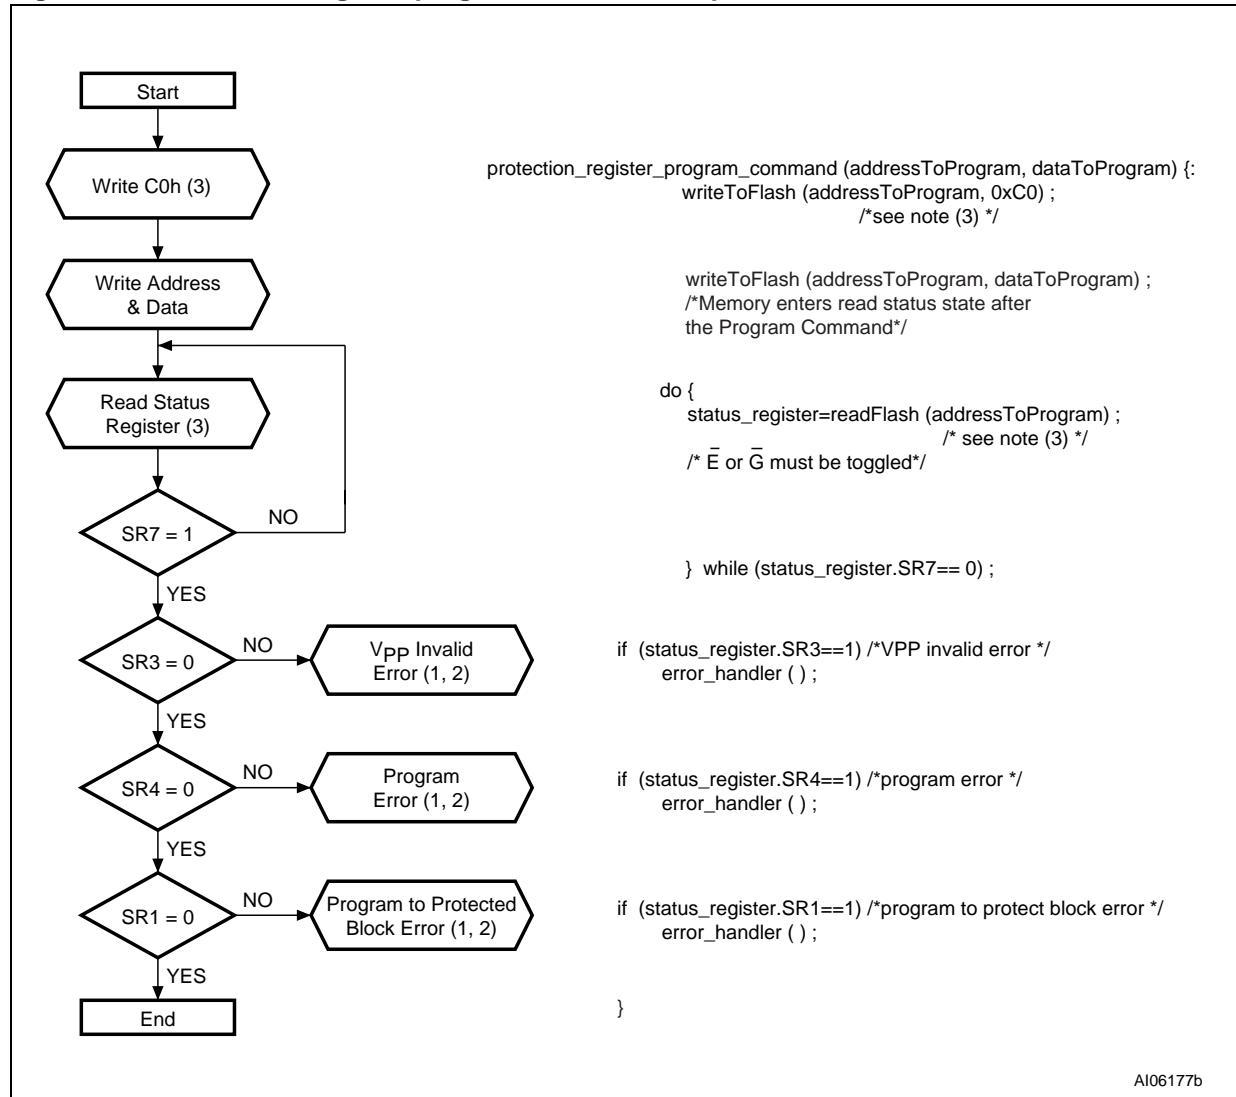 Start
Write C0h (3)
Write Address
& Data
Read Status
Register (3)
SR7 = 1
NO
YES
SR3 = 0
NO
VPP Invalid
Error (1, 2)
YES
SR4 = 0
NO
Program
Error (1, 2)
YES
SR1 = 0
NO
Program to Protected
Block Error (1, 2)
YES
End
protection_register_program_command (addressToProgram, dataToProgram) {:
writeToFlash (addressToProgram, 0xC0) ;
/*see note (3) */
writeToFlash (addressToProgram, dataToProgram) ;
/*Memory enters read status state after
the Program Command*/
do {
status_register=readFlash (addressToProgram) ;
/* see note (3) */
/* E̅ or G̅ must be toggled*/
} while (status_register.SR7== 0) ;
if (status_register.SR3==1) /*VPP invalid error */
error_handler ( ) ;
if (status_register.SR4==1) /*program error */
error_handler ( ) ;
if (status_register.SR1==1) /*program to protect block error */
error_handler ( ) ;
}
AI06177b